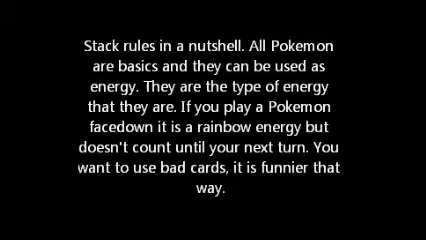 Stack rules in a nutshell. All Pokemon
are basics and they can be used as
energy. They are the type of energy
that they are. If you play a Pokemon
facedown it is a rainbow energy but
doesn't count until your next turn. You
want to use bad cards, it is funnier that
way.